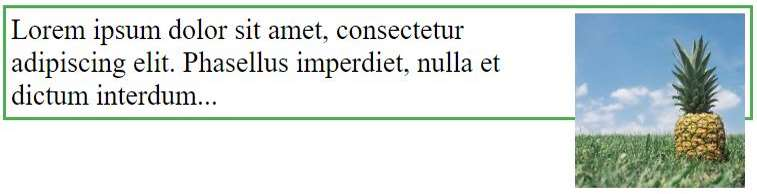 Lorem ipsum dolor sit amet, consectetur
adipiscing elit. Phasellus imperdiet, nulla et
dictum interdum...